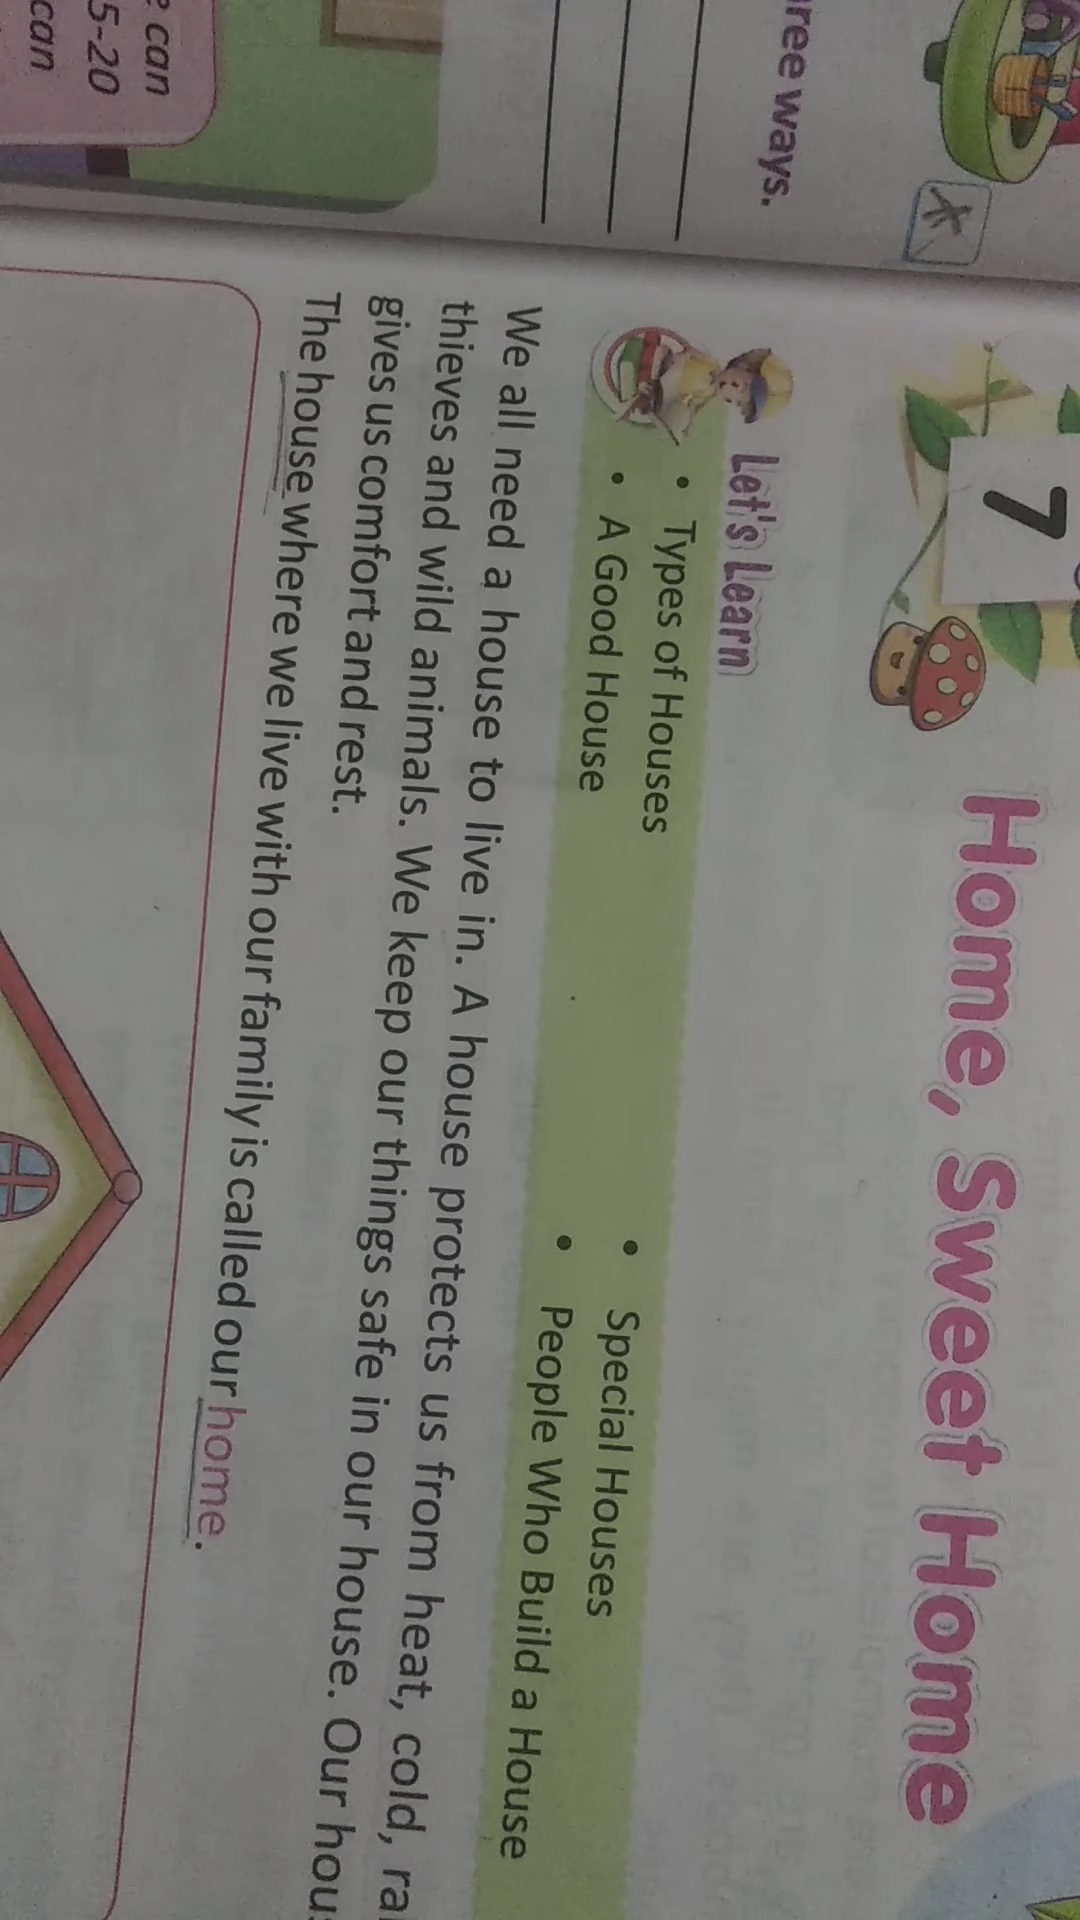 ree ways.
e can
5-20
can
7
Home, Sweet Home
Let's Learn
• Types of Houses
• A Good House
• Special Houses
• People Who Build a House
We all need a house to live in. A house protects us from heat, cold, ra
thieves and wild animals. We keep our things safe in our house. Our hous
gives us comfort and rest.
The house where we live with our family is called our home.